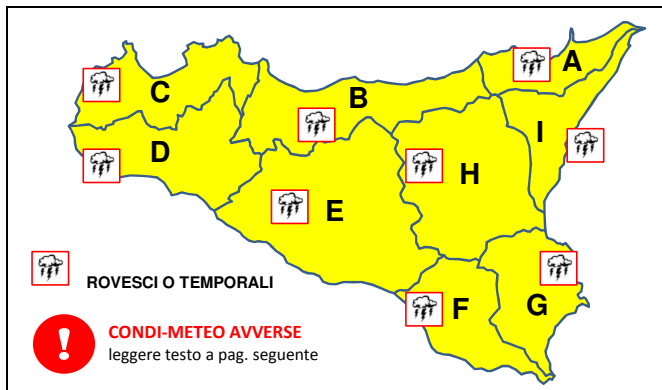 A
B
C
D
I
H
E
F
G
ROVESCI O TEMPORALI
CONDI-METEO AVVERSE
leggere testo a pag. seguente